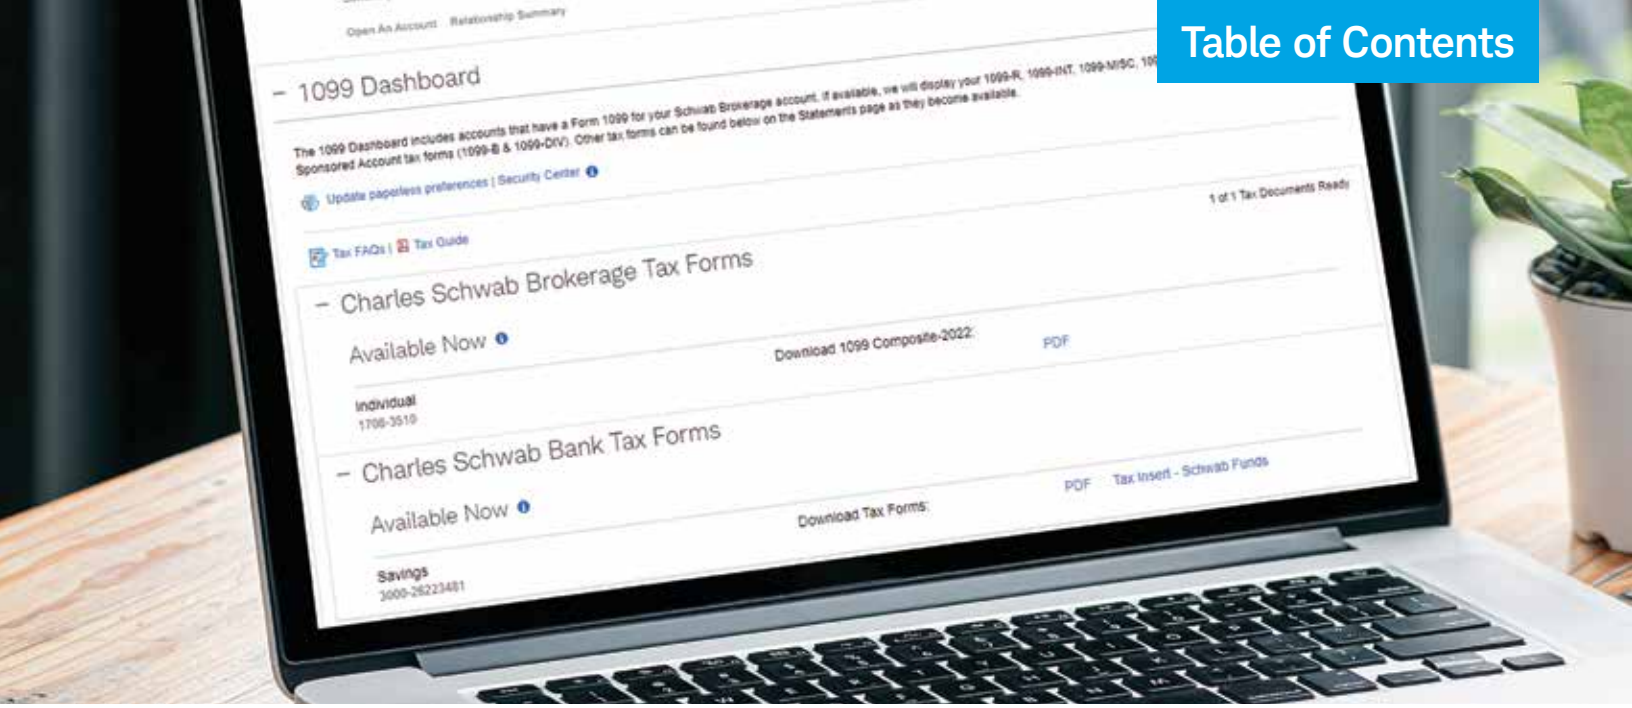 Table of Contents
Open An Account Relationship Summary
– 1099 Dashboard
The 1099 Dashboard includes accounts that have a Form 1099 for your Schwab Brokerage account. If available, we will display your 1099-R, 1099-INT, 1099-MISC,
Sponsored Account tax forms (1099-B & 1099-DIV). Other tax forms can be found below on the Statements page as they become available.
Update paperless preferences | Security Center
1 of 1 Tax Documents Ready
Tax FAQs | Tax Guide
– Charles Schwab Brokerage Tax Forms
Available Now
Download 1099 Composite-2022: PDF
Individual
1706-3510
– Charles Schwab Bank Tax Forms
Available Now
Download Tax Forms: PDF Tax Insert - Schwab Funds
Savings
3000-26223481